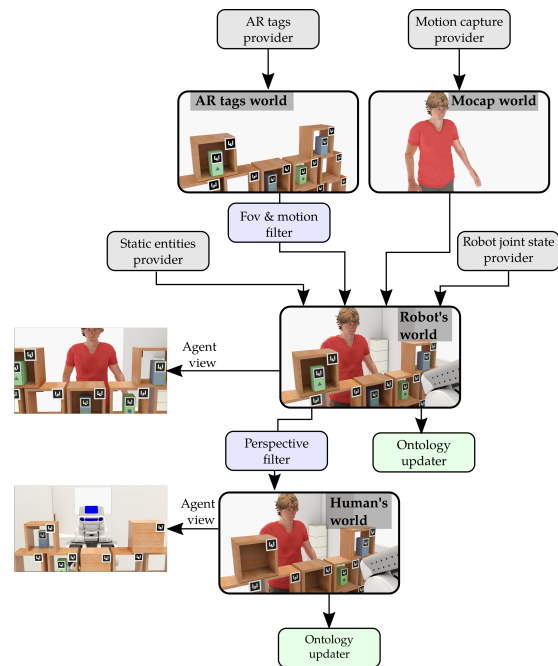 AR tags
provider
Motion capture
provider
AR tags world
Mocap world
Fov & motion
filter
Static entities
provider
Robot joint state
provider
Robot's
world
Agent
view
Perspective
filter
Ontology
updater
Human's
world
Agent
view
Ontology
updater